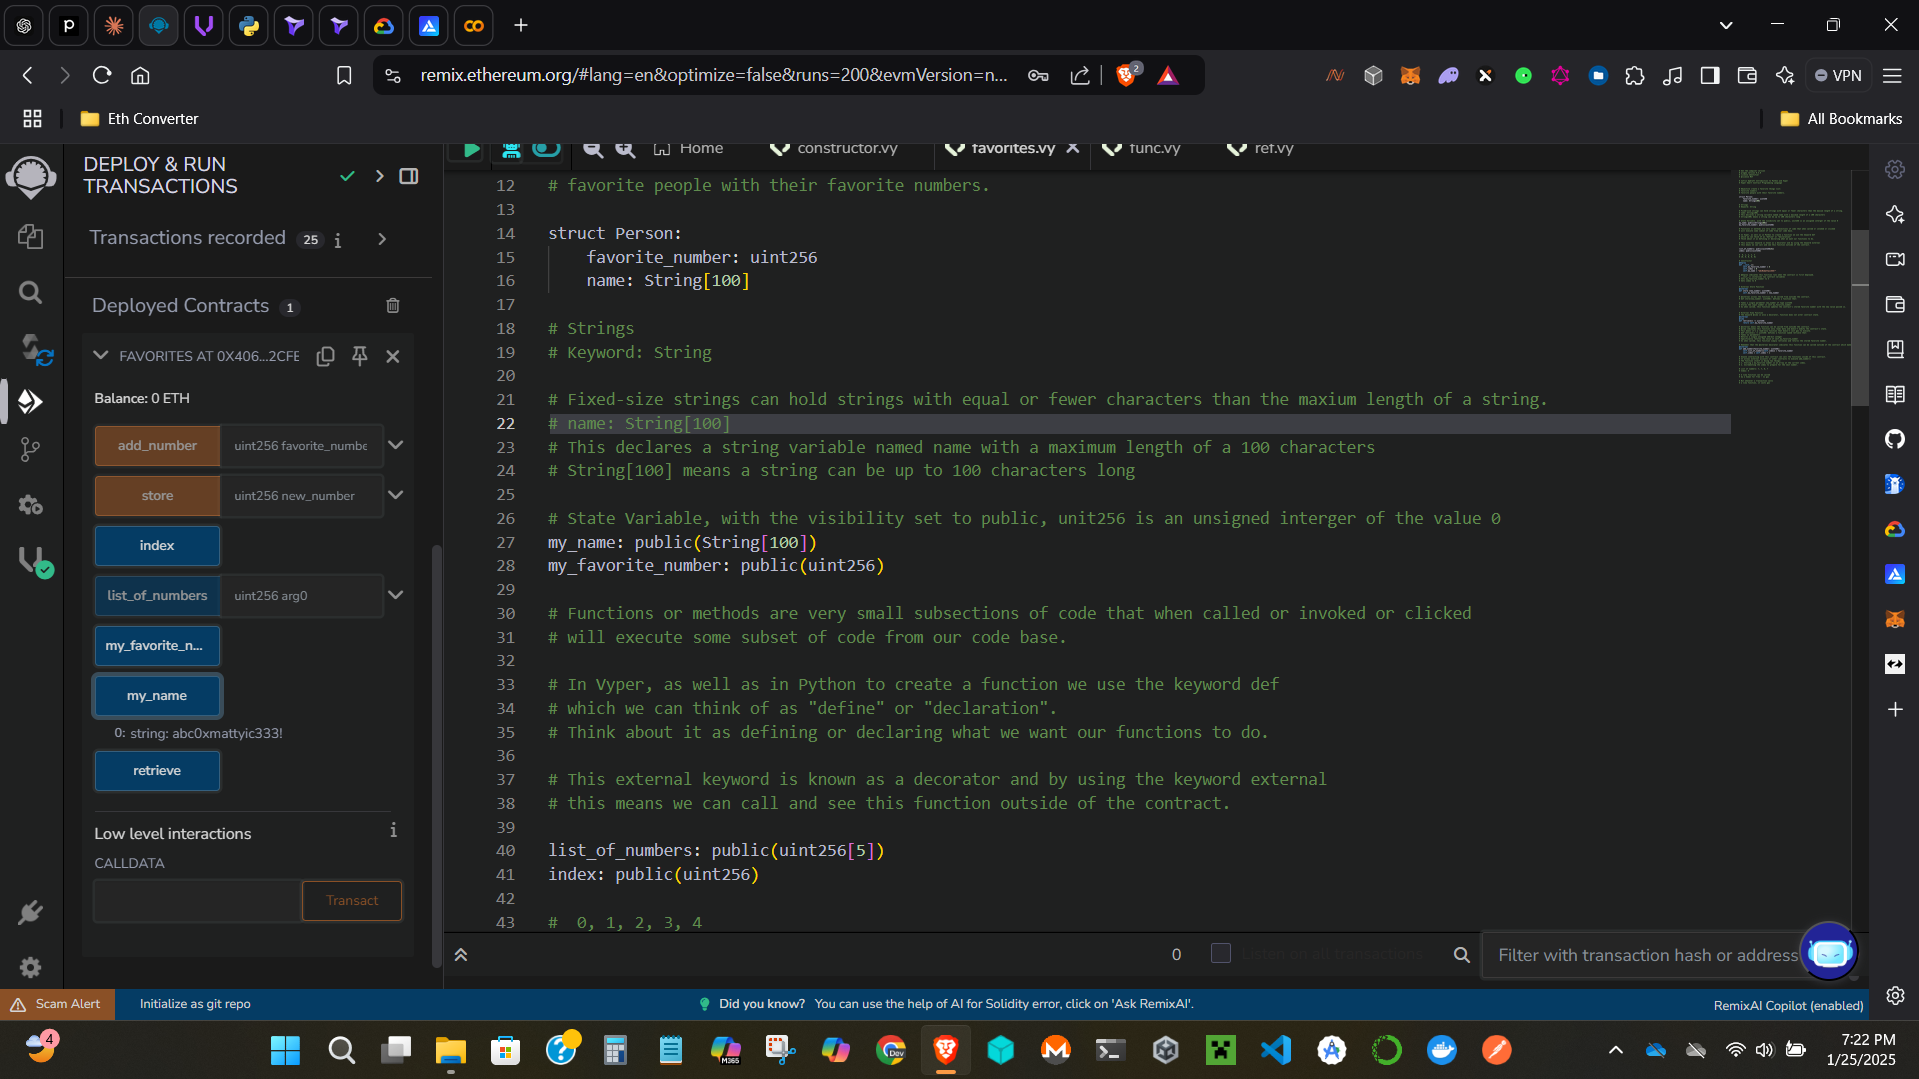 remix.ethereum.org/#lang=en&optimize=false&runs=200&evmVersion=n...
2
VPN
Eth Converter
All Bookmarks
DEPLOY & RUN
TRANSACTIONS
Transactions recorded 25 i
Deployed Contracts 1
FAVORITES AT 0X406...2CFE
Balance: 0 ETH
add_number uint256 favorite_numbe
store uint256 new_number
index
list_of_numbers uint256 arg0
my_favorite_n...
my_name
0: string: abc0xmattyic333!
retrieve
Low level interactions i
CALLDATA
Transact
Home constructor.vy favorites.vy func.vy ref.vy
12 # favorite people with their favorite numbers.
13
14 struct Person:
15 favorite_number: uint256
16 name: String[100]
17
18 # Strings
19 # Keyword: String
20
21 # Fixed-size strings can hold strings with equal or fewer characters than the maxium length of a string.
22 # name: String[100]
23 # This declares a string variable named name with a maximum length of a 100 characters
24 # String[100] means a string can be up to 100 characters long
25
26 # State Variable, with the visibility set to public, unit256 is an unsigned interger of the value 0
27 my_name: public(String[100])
28 my_favorite_number: public(uint256)
29
30 # Functions or methods are very small subsections of code that when called or invoked or clicked
31 # will execute some subset of code from our code base.
32
33 # In Vyper, as well as in Python to create a function we use the keyword def
34 # which we can think of as "define" or "declaration".
35 # Think about it as defining or declaring what we want our functions to do.
36
37 # This external keyword is known as a decorator and by using the keyword external
38 # this means we can call and see this function outside of the contract.
39
40 list_of_numbers: public(uint256[5])
41 index: public(uint256)
42
43 # 0, 1, 2, 3, 4
0 Filter with transaction hash or address
Scam Alert Initialize as git repo Did you know? You can use the help of AI for Solidity error, click on 'Ask RemixAI'. RemixAI Copilot (enabled)
4
M365
Dev
7:22 PM
1/25/2025